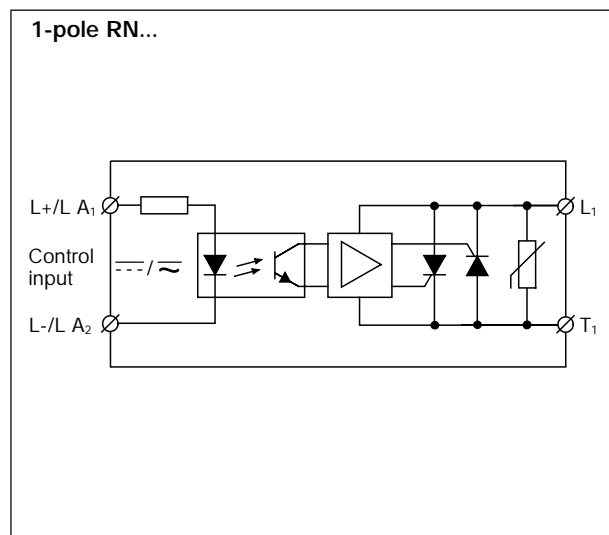 1-pole RN...
L+/L A₁
L₁
Control
input
L-/L A₂
T₁